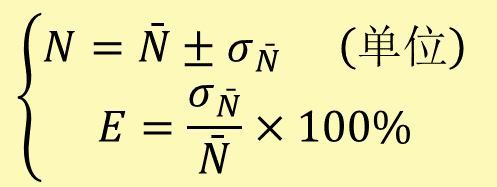 N = N̄ ± σ_N̄ (单位)
E = σ_N̄ / N̄ × 100%